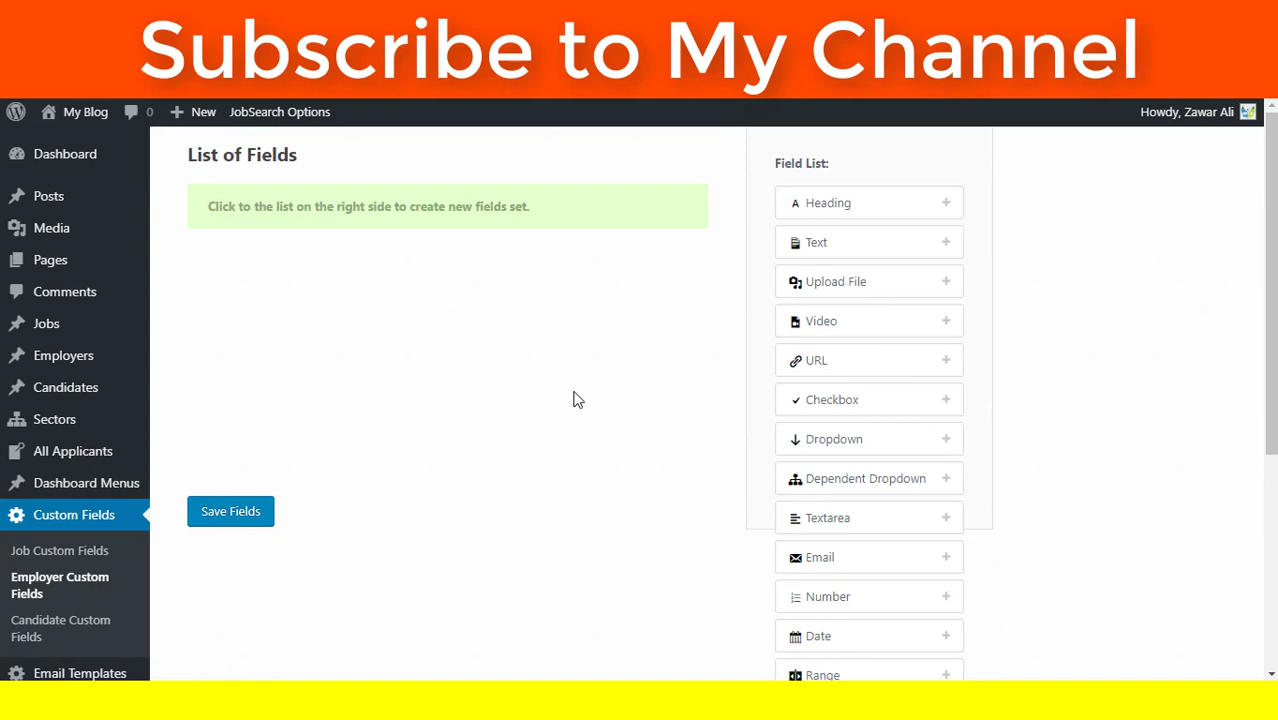 Subscribe to My Channel
My Blog
0
New
JobSearch Options
Howdy, Zawar Ali
Dashboard
Posts
Media
Pages
Comments
Jobs
Employers
Candidates
Sectors
All Applicants
Dashboard Menus
Custom Fields
Job Custom Fields
Employer Custom
Fields
Candidate Custom
Fields
Email Templates
List of Fields
Click to the list on the right side to create new fields set.
Save Fields
Field List:
Heading
Text
Upload File
Video
URL
Checkbox
Dropdown
Dependent Dropdown
Textarea
Email
Number
Date
Range